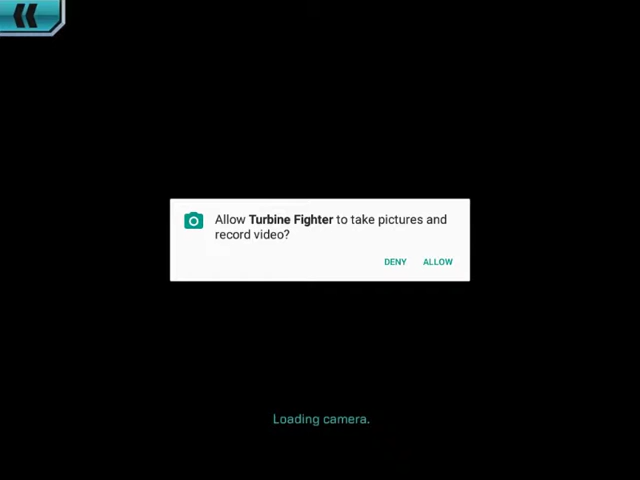 Allow Turbine Fighter to take pictures and
record video?
DENY ALLOW
Loading camera.